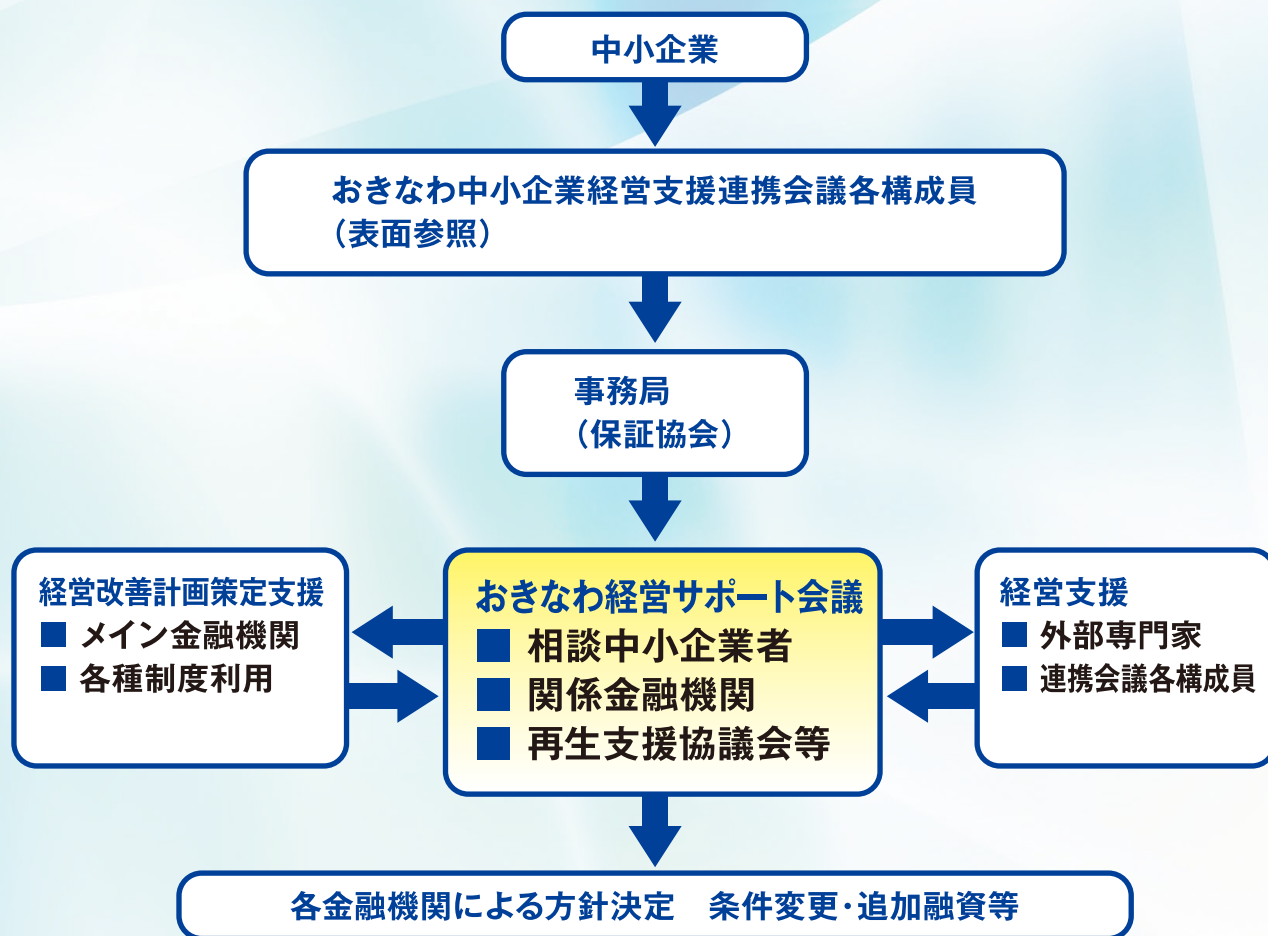 中小企業
おきなわ中小企業経営支援連携会議各構成員
（表面参照）
事務局
（保証協会）
経営改善計画策定支援
■ メイン金融機関
■ 各種制度利用
おきなわ経営サポート会議
■ 相談中小企業者
■ 関係金融機関
■ 再生支援協議会等
経営支援
■ 外部専門家
■ 連携会議各構成員
各金融機関による方針決定　条件変更・追加融資等